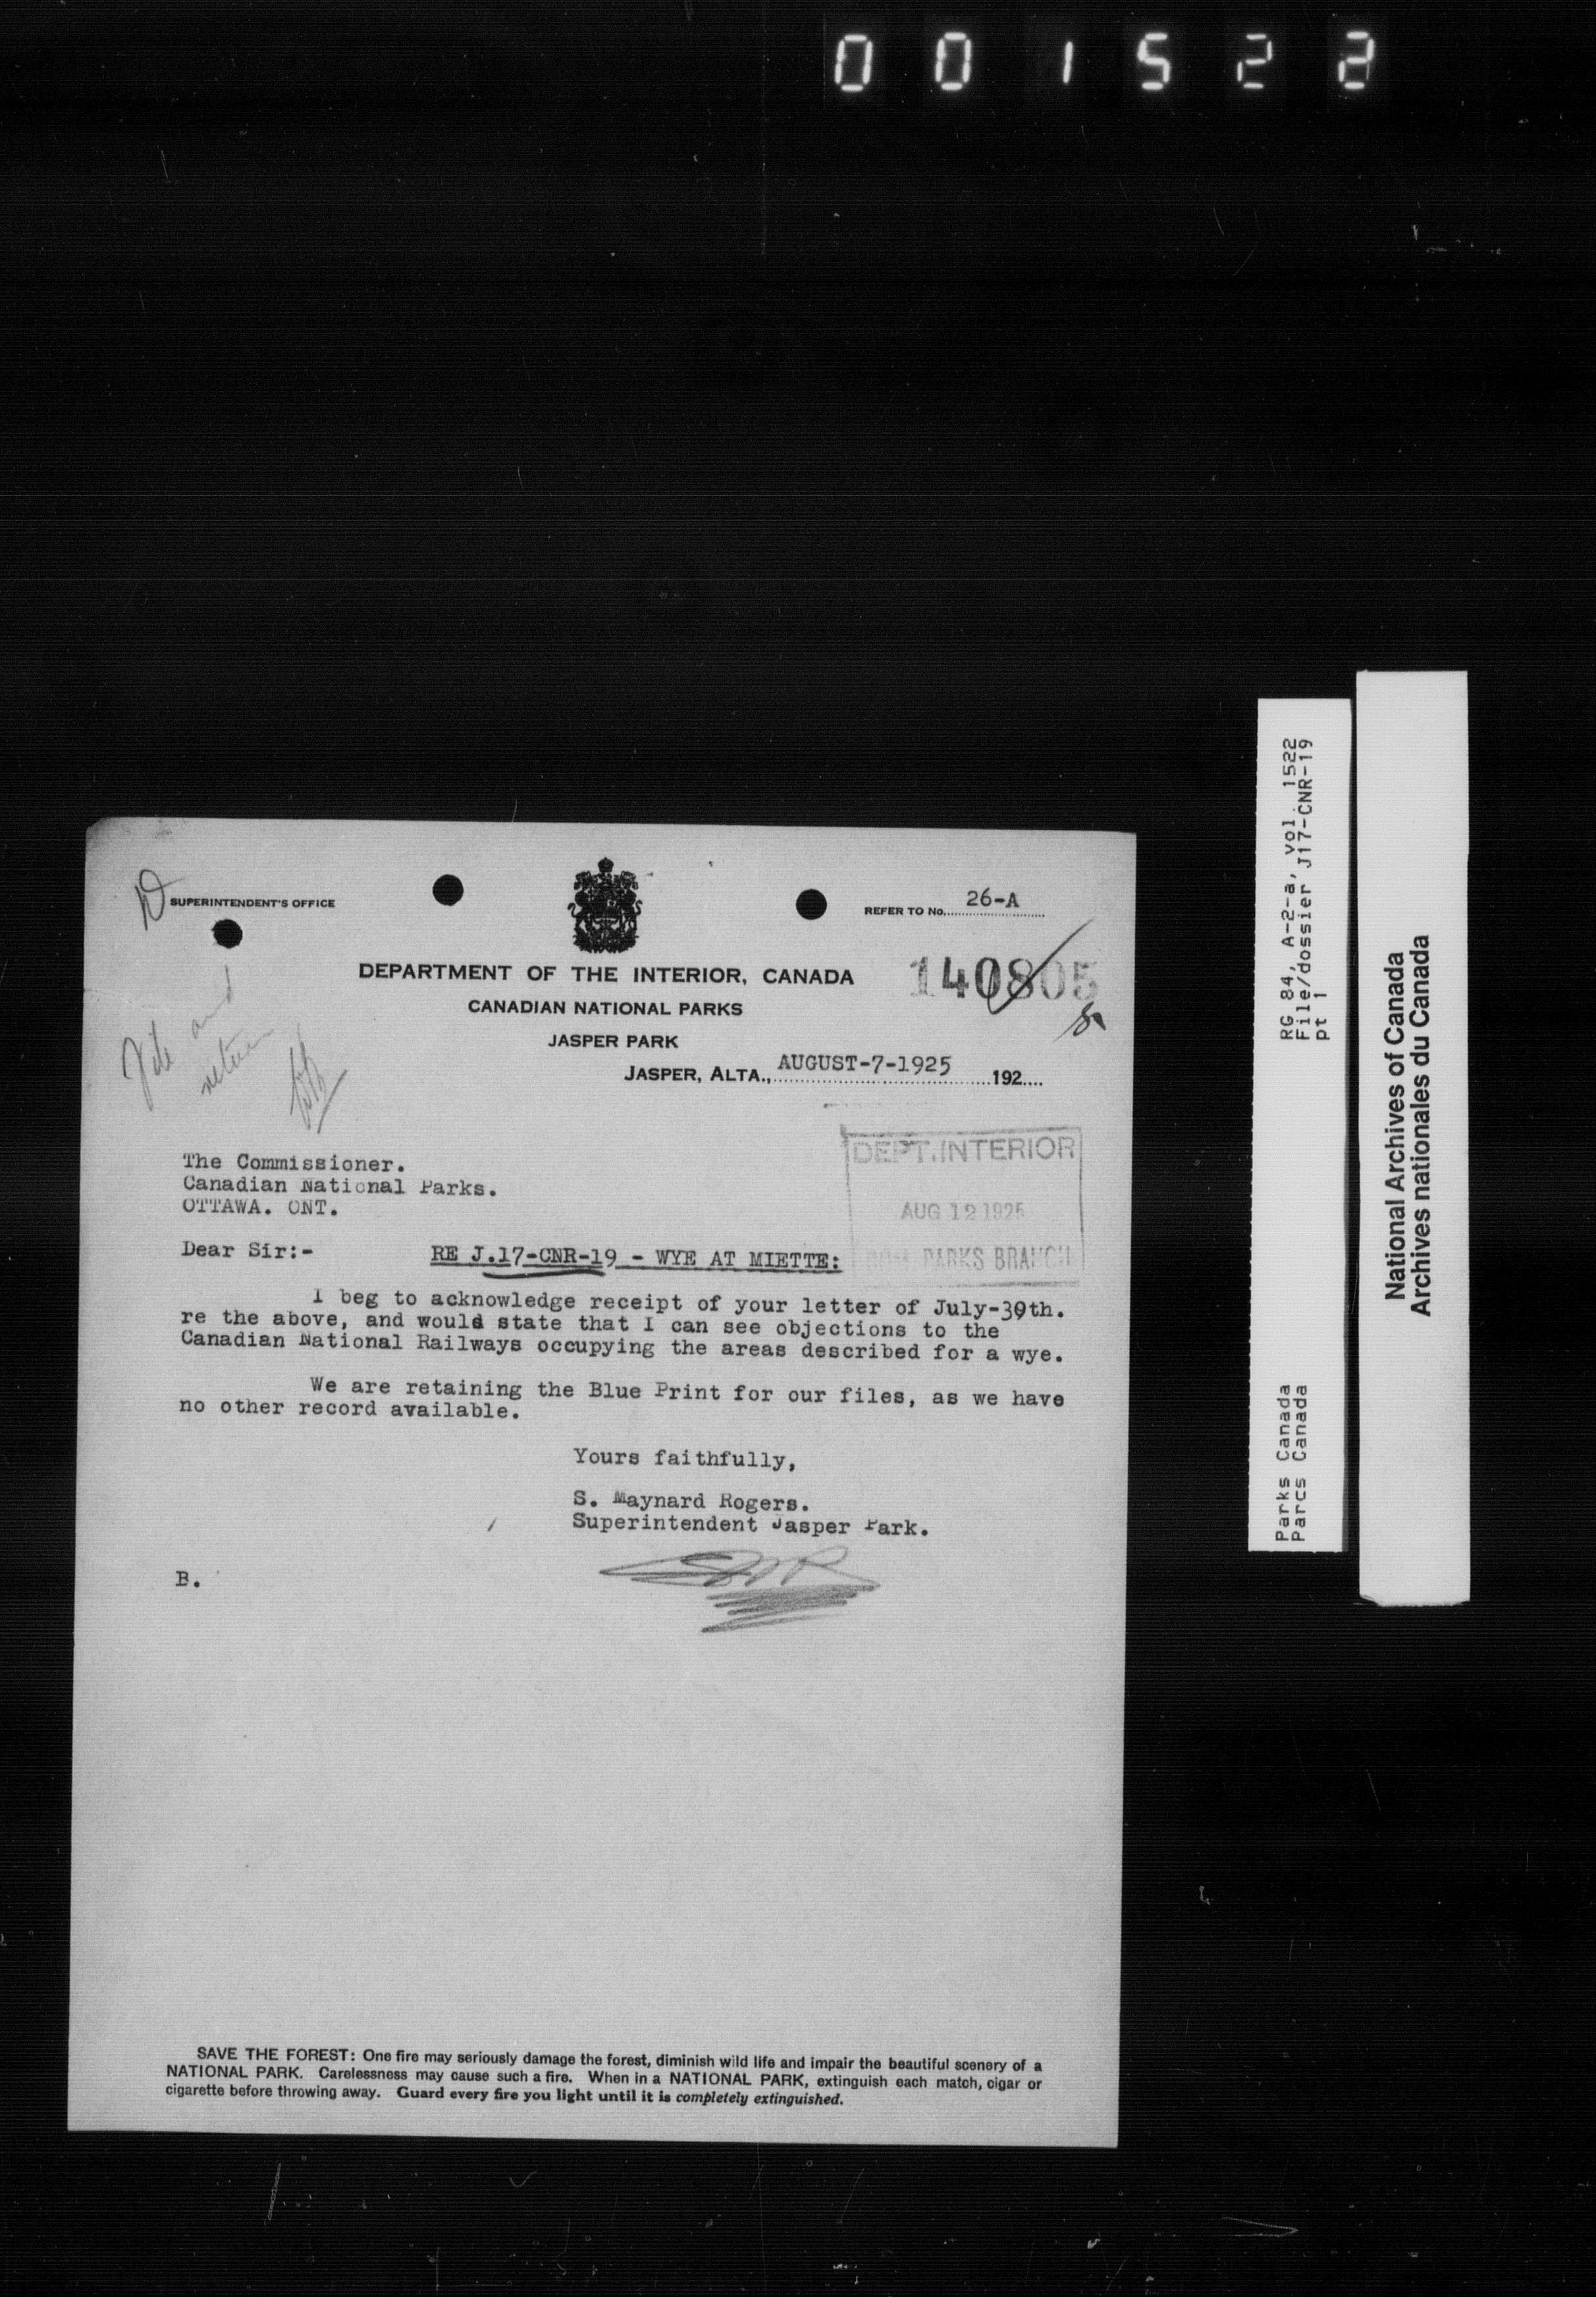 001522
SUPERINTENDENT'S OFFICE
REFER TO No. 26-A
DEPARTMENT OF THE INTERIOR, CANADA
140805
CANADIAN NATIONAL PARKS
JASPER PARK
JASPER, ALTA., AUGUST-7-1925 192....
and
return
DEPT. INTERIOR
AUG 12 1925
PARKS BRANCH
The Commissioner.
Canadian National Parks.
OTTAWA. ONT.
Dear Sir:- RE J.17-CNR-19 - WYE AT MIETTE:
I beg to acknowledge receipt of your letter of July-30th.
re the above, and would state that I can see objections to the
Canadian National Railways occupying the areas described for a wye.
We are retaining the Blue Print for our files, as we have
no other record available.
Yours faithfully,
S. Maynard Rogers.
Superintendent Jasper Park.
SMR
B.
SAVE THE FOREST: One fire may seriously damage the forest, diminish wild life and impair the beautiful scenery of a
NATIONAL PARK. Carelessness may cause such a fire. When in a NATIONAL PARK, extinguish each match, cigar or
cigarette before throwing away. Guard every fire you light until it is completely extinguished.
RG 84, A-2-a, vol. 1522
File/dossier J17-CNR-19
pt 1
Parks Canada
Parcs Canada
National Archives of Canada
Archives nationales du Canada